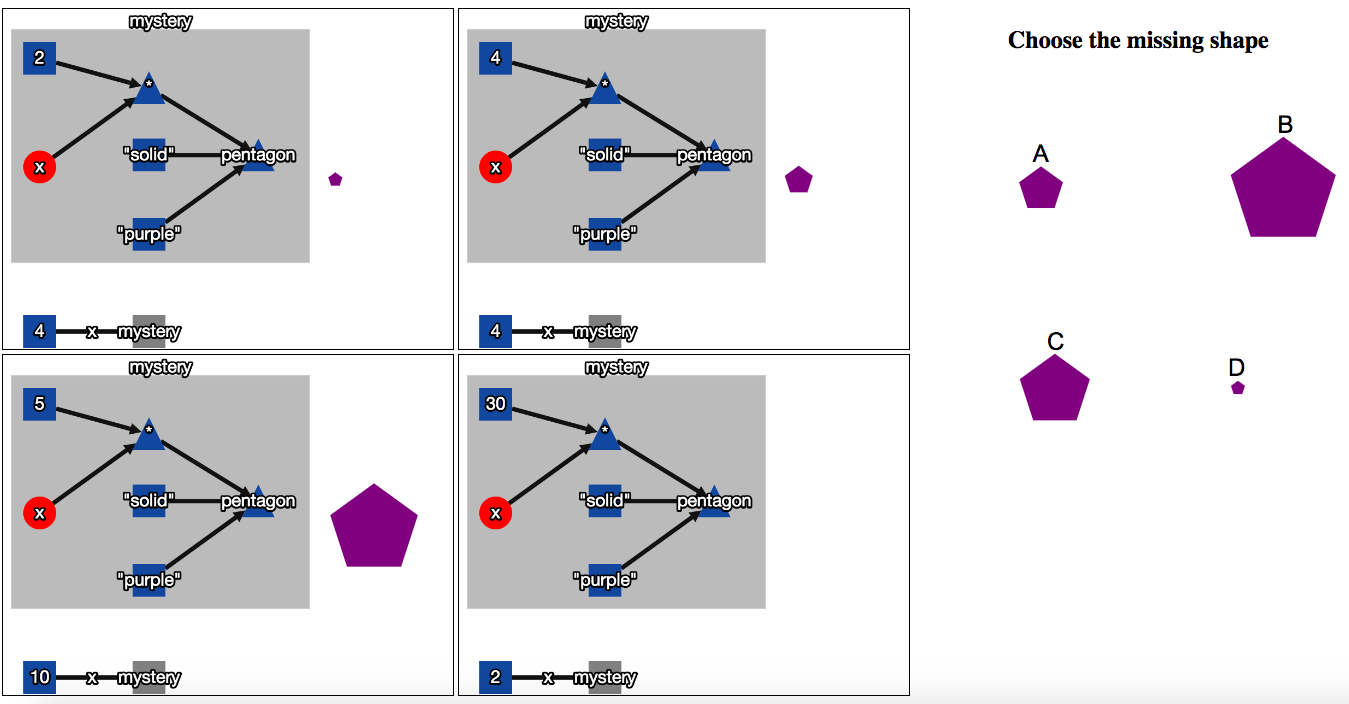 mystery
2
*
x
"solid"
pentagon
"purple"
4
x
mystery
mystery
4
*
x
"solid"
pentagon
"purple"
4
x
mystery
mystery
5
*
x
"solid"
pentagon
"purple"
10
x
mystery
mystery
30
*
x
"solid"
pentagon
"purple"
2
x
mystery
Choose the missing shape
A
B
C
D